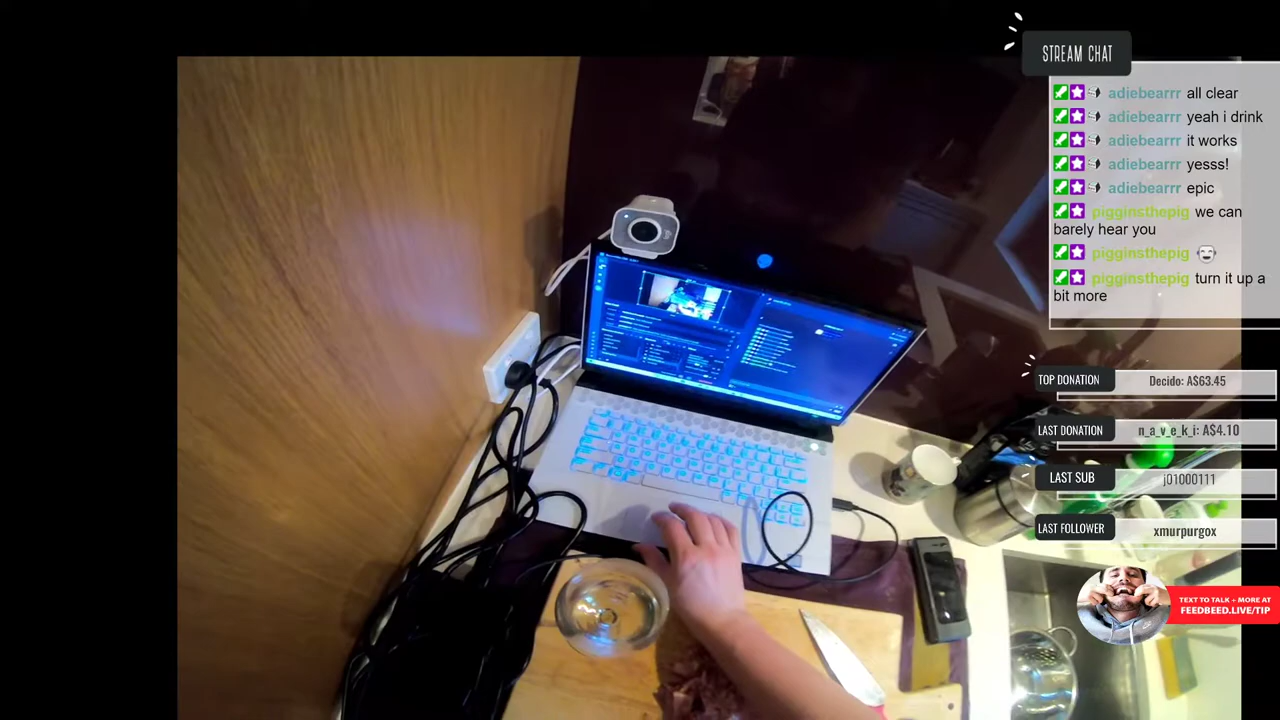 STREAM CHAT
adiebearrr all clear
adiebearrr yeah i drink
adiebearrr it works
adiebearrr yesss!
adiebearrr epic
pigginsthepig we can
barely hear you
pigginsthepig
pigginsthepig turn it up a
bit more
TOP DONATION Decido: A$63.45
LAST DONATION n_a_v_e_k_i: A$4.10
LAST SUB j01000111
LAST FOLLOWER xmurpurgox
TEXT TO TALK + MORE AT
FEEDBEED.LIVE/TIP